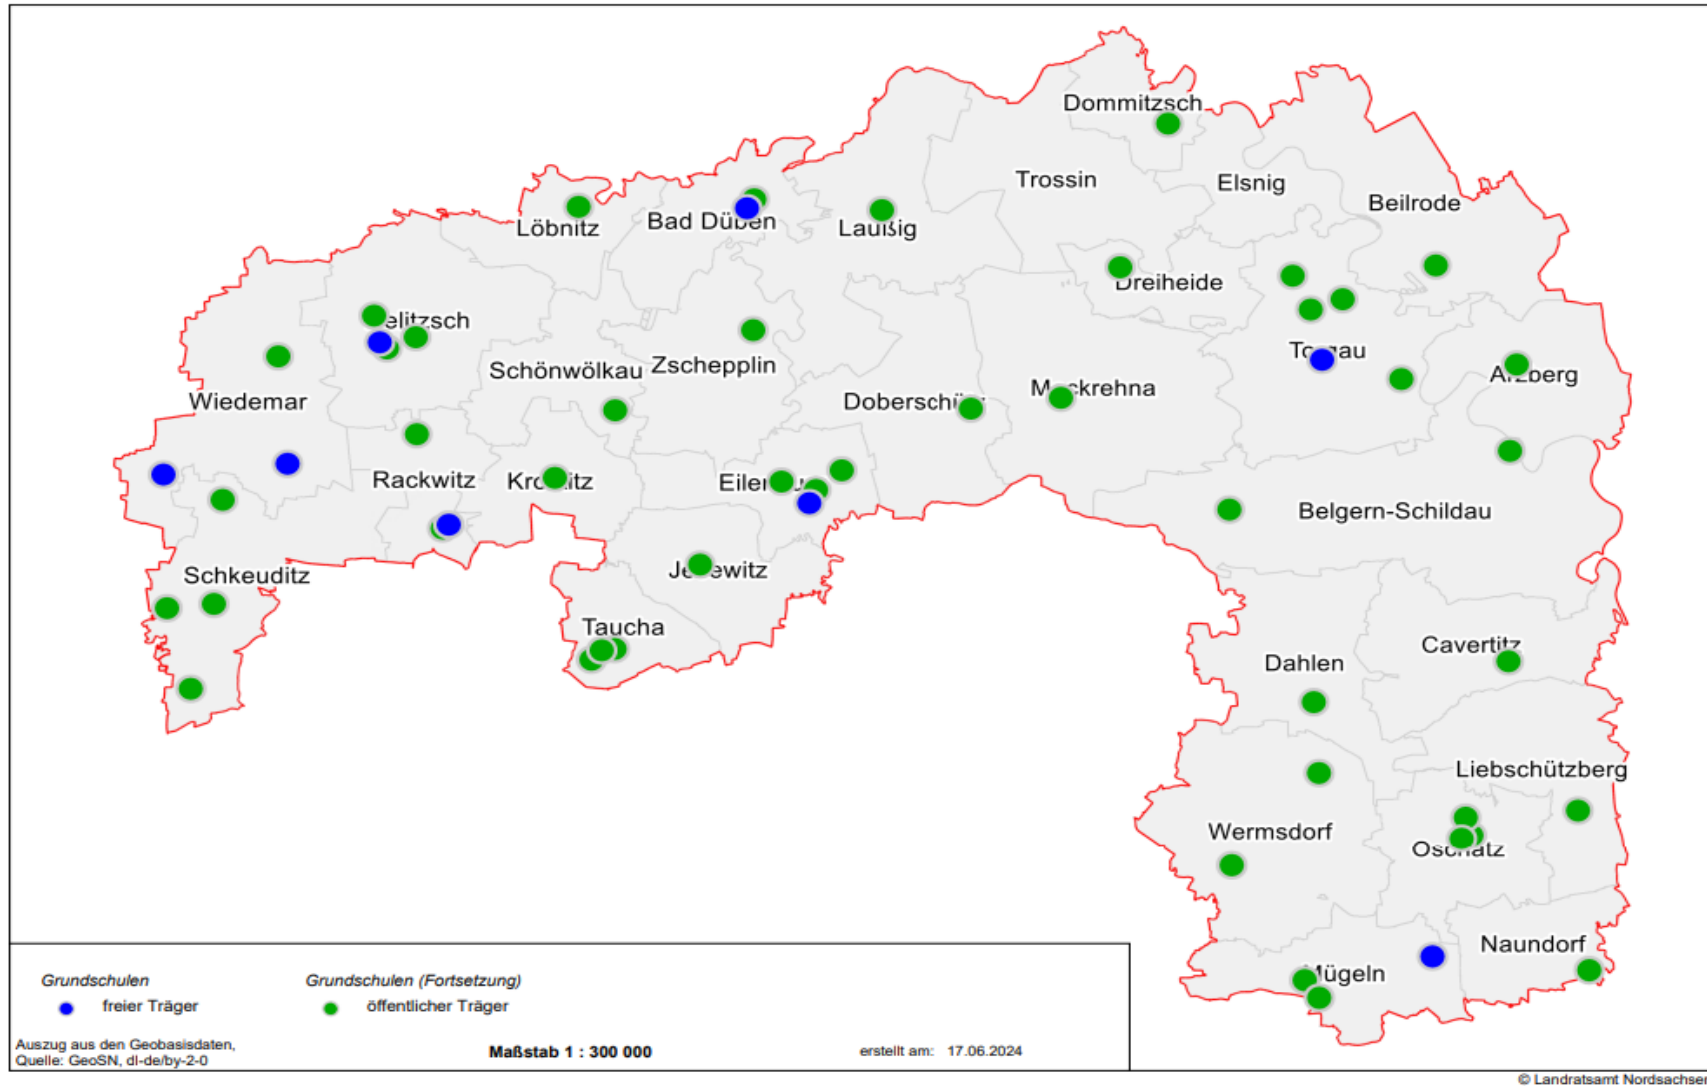 Dommitzsch
Trossin
Elsnig
Beilrode
Löbnitz
Bad Düben
Laußig
Dreiheide
elitzsch
Schönwölkau
Zschepplin
Wiedemar
Doberschütz
Mockrehna
Torgau
Arzberg
Rackwitz
Krostitz
Eilenburg
Belgern-Schildau
Schkeuditz
Jesewitz
Taucha
Dahlen
Cavertitz
Liebschützberg
Wermsdorf
Oschatz
Mügeln
Naundorf
Grundschulen
freier Träger
Grundschulen (Fortsetzung)
öffentlicher Träger
Auszug aus den Geobasisdaten,
Quelle: GeoSN, dl-de/by-2-0
Maßstab 1 : 300 000
erstellt am: 17.06.2024
© Landratsamt Nordsachsen